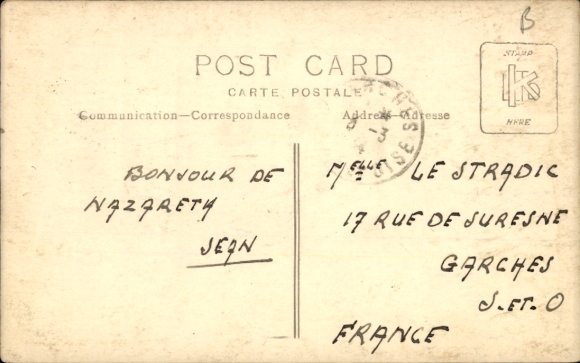 B
POST CARD
CARTE POSTALE
Communication—Correspondance
Address—Adresse
STAMP
HERE
BONJOUR DE
NAZARETH
JEAN
Melle LE STRADIC
17 RUE DE SURESNE
GARCHES
S.ET.O
FRANCE